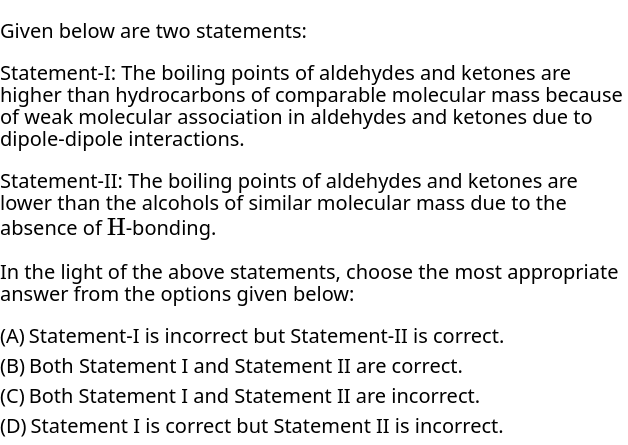 Given below are two statements:
Statement-I: The boiling points of aldehydes and ketones are
higher than hydrocarbons of comparable molecular mass because
of weak molecular association in aldehydes and ketones due to
dipole-dipole interactions.
Statement-II: The boiling points of aldehydes and ketones are
lower than the alcohols of similar molecular mass due to the
absence of H-bonding.
In the light of the above statements, choose the most appropriate
answer from the options given below:
(A) Statement-I is incorrect but Statement-II is correct.
(B) Both Statement I and Statement II are correct.
(C) Both Statement I and Statement II are incorrect.
(D) Statement I is correct but Statement II is incorrect.